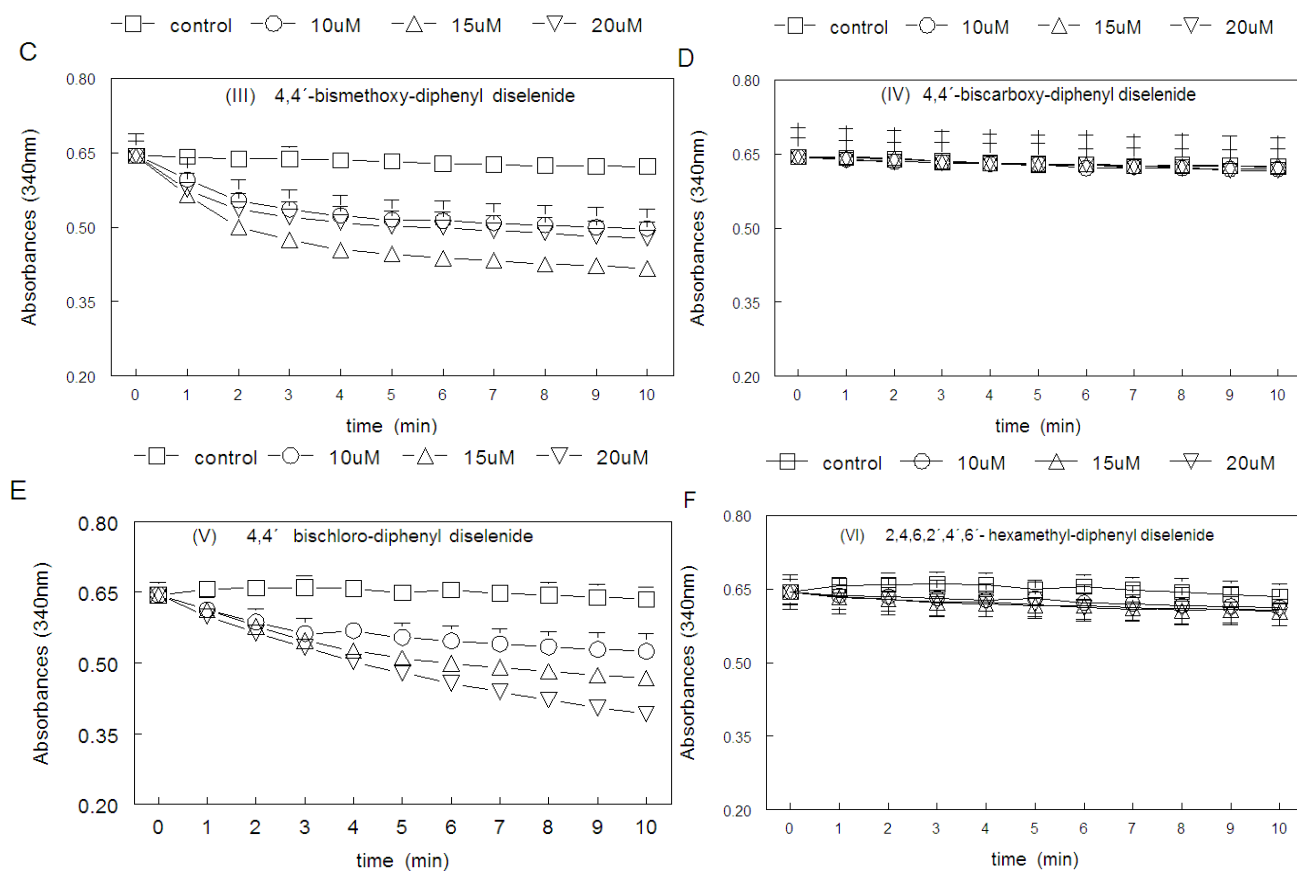 control 10uM 15uM 20uM
C
(III) 4,4´-bismethoxy-diphenyl diselenide
0.80
0.65
0.50
0.35
0.20
Absorbances (340nm)
0 1 2 3 4 5 6 7 8 9 10
time (min)
control 10uM 15uM 20uM
D
(IV) 4,4´-biscarboxy-diphenyl diselenide
0.80
0.65
0.50
0.35
0.20
Absorbances (340nm)
0 1 2 3 4 5 6 7 8 9 10
time (min)
control 10uM 15uM 20uM
E
(V) 4,4´ bischloro-diphenyl diselenide
0.80
0.65
0.50
0.35
0.20
Absorbances (340nm)
0 1 2 3 4 5 6 7 8 9 10
time (min)
control 10uM 15uM 20uM
F
(VI) 2,4,6,2´,4´,6´- hexamethyl-diphenyl diselenide
0.80
0.65
0.50
0.35
0.20
Absorbances (340nm)
0 1 2 3 4 5 6 7 8 9 10
time (min)